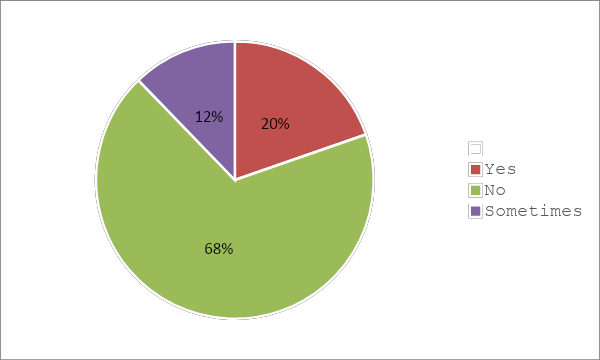 12%
20%
68%
Yes
No
Sometimes